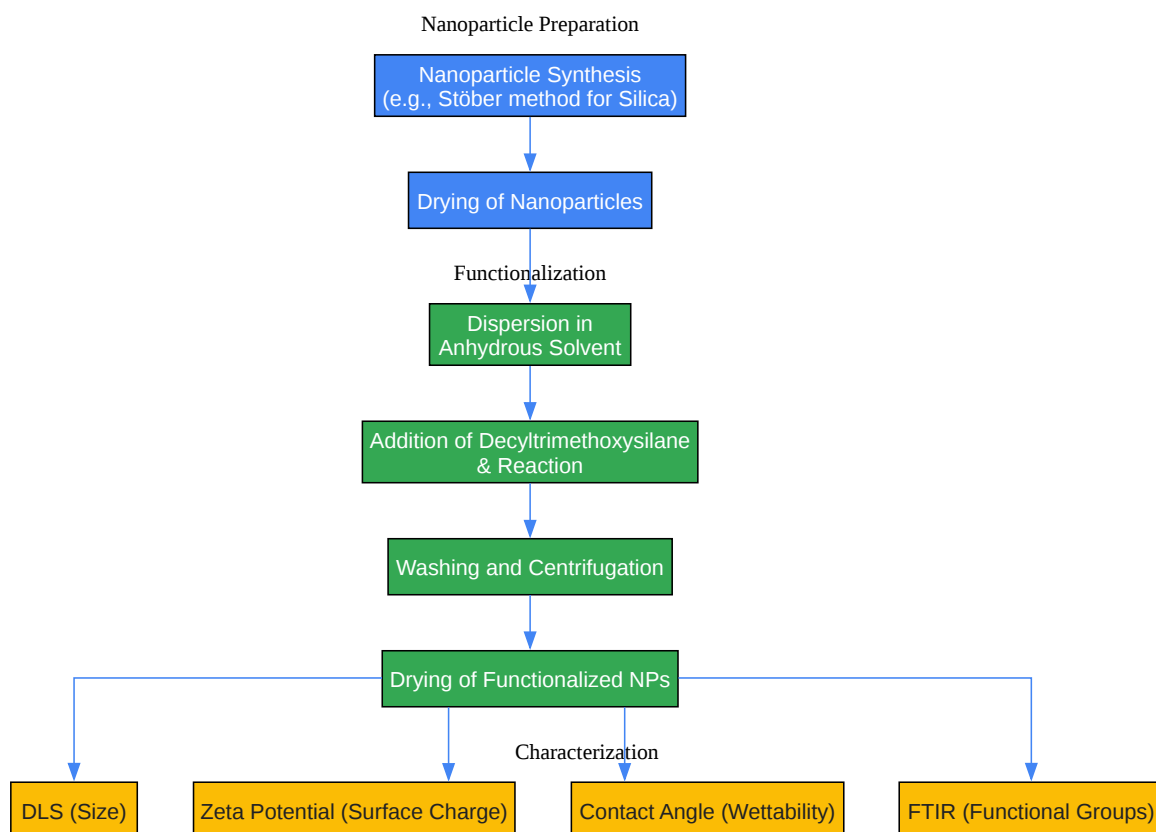 Nanoparticle Preparation
Nanoparticle Synthesis
(e.g., Stöber method for Silica)
Drying of Nanoparticles
Functionalization
Dispersion in
Anhydrous Solvent
Addition of Decyltrimethoxysilane
& Reaction
Washing and Centrifugation
Drying of Functionalized NPs
Characterization
DLS (Size)
Zeta Potential (Surface Charge)
Contact Angle (Wettability)
FTIR (Functional Groups)